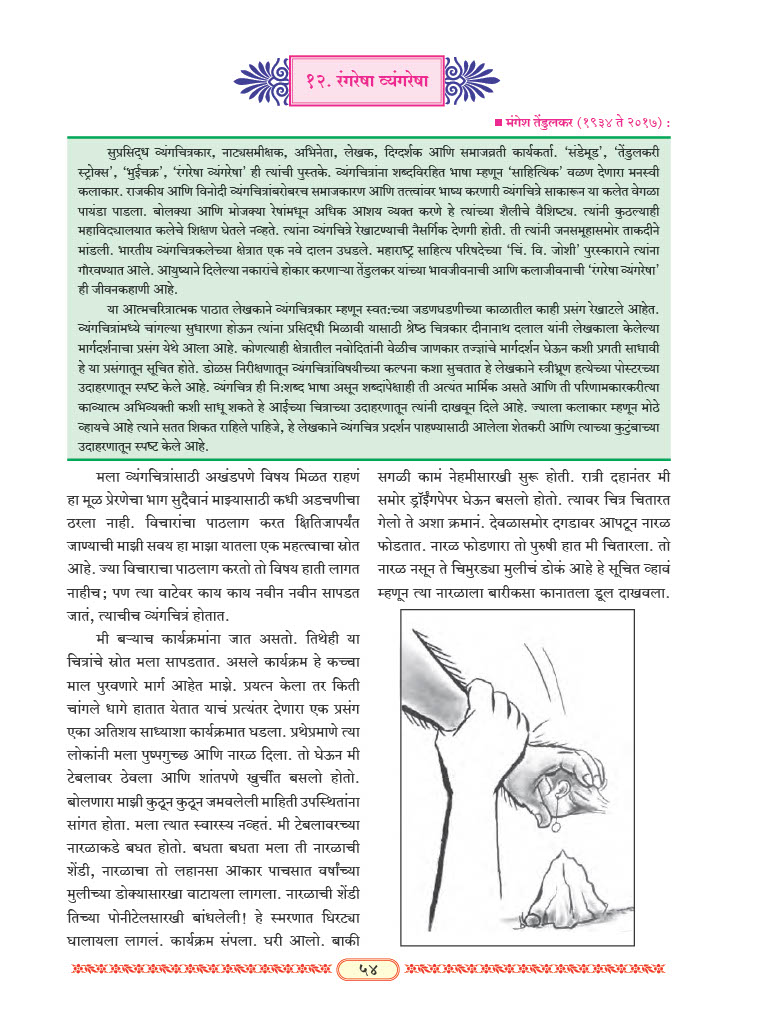 १२. रंगरेषा व्यंगरेषा
■ मंगेश तेंडुलकर (१९३४ ते २०१७) :
सुप्रसिद्ध व्यंगचित्रकार, नाट्यसमीक्षक, अभिनेता, लेखक, दिग्दर्शक आणि समाजव्रती कार्यकर्ता. ‘संडेमूड’, ‘तेंडुलकरी
स्ट्रोक्स’, ‘भुईचक्र’, ‘रंगरेषा व्यंगरेषा’ ही त्यांची पुस्तके. व्यंगचित्रांना शब्दविरहित भाषा म्हणून ‘साहित्यिक’ वळण देणारा मनस्वी
कलाकार. राजकीय आणि विनोदी व्यंगचित्रांबरोबरच समाजकारण आणि तत्त्वांवर भाष्य करणारी व्यंगचित्रे साकारून या कलेत वेगळा
पायंडा पाडला. बोलक्या आणि मोजक्या रेषांमधून अधिक आशय व्यक्त करणे हे त्यांच्या शैलीचे वैशिष्ट्य. त्यांनी कुठल्याही
महाविद्यालयात कलेचे शिक्षण घेतले नव्हते. त्यांना व्यंगचित्रे रेखाटण्याची नैसर्गिक देणगी होती. ती त्यांनी जनसमूहासमोर ताकदीने
मांडली. भारतीय व्यंगचित्रकलेच्या क्षेत्रात एक नवे दालन उघडले. महाराष्ट्र साहित्य परिषदेच्या ‘चिं. वि. जोशी’ पुरस्काराने त्यांना
गौरवण्यात आले. आयुष्याने दिलेल्या नकारांचे होकार करणाऱ्या तेंडुलकर यांच्या भावजीवनाची आणि कलाजीवनाची ‘रंगरेषा व्यंगरेषा’
ही जीवनकहाणी आहे.
या आत्मचरित्रात्मक पाठात लेखकाने व्यंगचित्रकार म्हणून स्वतःच्या जडणघडणीच्या काळातील काही प्रसंग रेखाटले आहेत.
व्यंगचित्रांमध्ये चांगल्या सुधारणा होऊन त्यांना प्रसिद्धी मिळावी यासाठी श्रेष्ठ चित्रकार दीनानाथ दलाल यांनी लेखकाला केलेल्या
मार्गदर्शनाचा प्रसंग येथे आला आहे. कोणत्याही क्षेत्रातील नवोदितांनी वेळीच जाणकार तज्ज्ञांचे मार्गदर्शन घेऊन कशी प्रगती साधावी
हे या प्रसंगातून सूचित होते. डोळस निरीक्षणातून व्यंगचित्रांविषयीच्या कल्पना कशा सुचतात हे लेखकाने स्त्रीभ्रूण हत्येच्या पोस्टरच्या
उदाहरणातून स्पष्ट केले आहे. व्यंगचित्र ही निःशब्द भाषा असून शब्दांपेक्षाही ती अत्यंत मार्मिक असते आणि ती परिणामकारकरीत्या
काव्यात्म अभिव्यक्ती कशी साधू शकते हे आईच्या चित्राच्या उदाहरणातून त्यांनी दाखवून दिले आहे. ज्याला कलाकार म्हणून मोठे
व्हायचे आहे त्याने सतत शिकत राहिले पाहिजे, हे लेखकाने व्यंगचित्र प्रदर्शन पाहण्यासाठी आलेला शेतकरी आणि त्याच्या कुटुंबाच्या
उदाहरणातून स्पष्ट केले आहे.
मला व्यंगचित्रांसाठी अखंडपणे विषय मिळत राहणं
हा मूळ प्रेरणेचा भाग सुदैवानं माझ्यासाठी कधी अडचणीचा
ठरला नाही. विचारांचा पाठलाग करत क्षितिजापर्यंत
जाण्याची माझी सवय हा माझा यातला एक महत्त्वाचा स्रोत
आहे. ज्या विचाराचा पाठलाग करतो तो विषय हाती लागत
नाहीच; पण त्या वाटेवर काय काय नवीन नवीन सापडत
जातं, त्याचीच व्यंगचित्रं होतात.
मी बऱ्याच कार्यक्रमांना जात असतो. तिथेही या
चित्रांचे स्रोत मला सापडतात. असले कार्यक्रम हे कच्चा
माल पुरवणारे मार्ग आहेत माझे. प्रयत्न केला तर किती
चांगले धागे हातात येतात याचं प्रत्यंतर देणारा एक प्रसंग
एका अतिशय साध्याशा कार्यक्रमात घडला. प्रथेप्रमाणे त्या
लोकांनी मला पुष्पगुच्छ आणि नारळ दिला. तो घेऊन मी
टेबलावर ठेवला आणि शांतपणे खुर्चीत बसलो होतो.
बोलणारा माझी कुठून कुठून जमवलेली माहिती उपस्थितांना
सांगत होता. मला त्यात स्वारस्य नव्हतं. मी टेबलावरच्या
नारळाकडे बघत होतो. बघता बघता मला ती नारळाची
शेंडी, नारळाचा तो लहानसा आकार पाचसात वर्षांच्या
मुलीच्या डोक्यासारखा वाटायला लागला. नारळाची शेंडी
तिच्या पोनीटेलसारखी बांधलेली! हे स्मरणात घिरट्या
घालायला लागलं. कार्यक्रम संपला. घरी आलो. बाकी
सगळी कामं नेहमीसारखी सुरू होती. रात्री दहानंतर मी
समोर ड्रॉईंगपेपर घेऊन बसलो होतो. त्यावर चित्र चितारत
गेलो ते अशा क्रमानं. देवळासमोर दगडावर आपटून नारळ
फोडतात. नारळ फोडणारा तो पुरुषी हात मी चितारला. तो
नारळ नसून ते चिमुरड्या मुलीचं डोकं आहे हे सूचित व्हावं
म्हणून त्या नारळाला बारीकसा कानातला डूल दाखवला.
५४